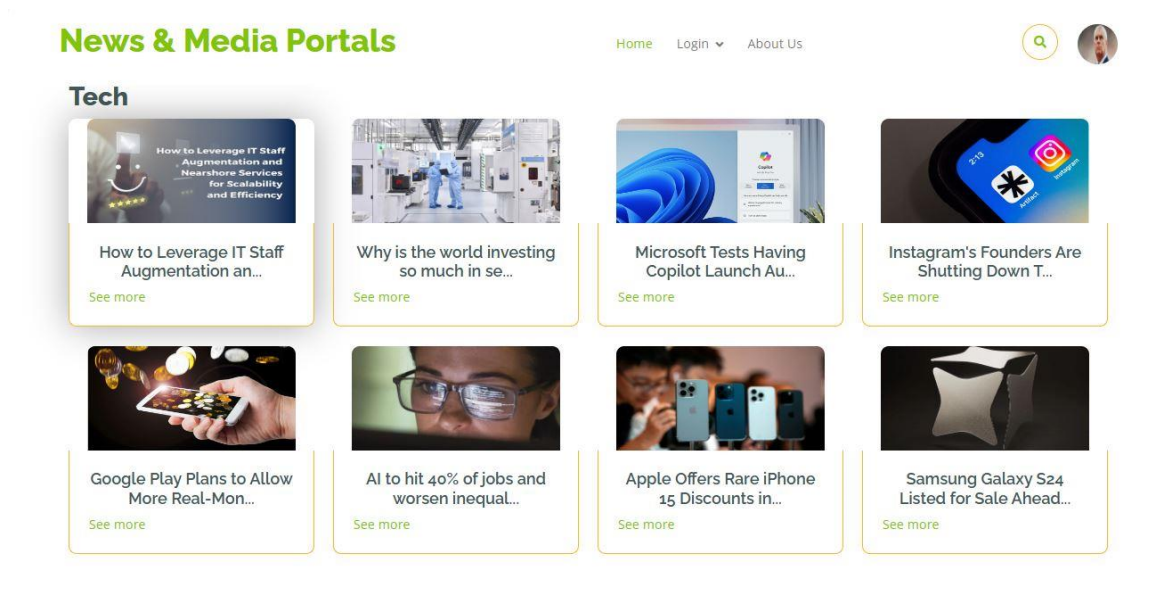 News & Media Portals
Home Login About Us
Tech
How to Leverage IT Staff
Augmentation and
Nearshore Services
for Scalability
and Efficiency
Copilot
2:13
Artifact
Instagram
How to Leverage IT Staff
Augmentation an...
See more
Why is the world investing
so much in se...
See more
Microsoft Tests Having
Copilot Launch Au...
See more
Instagram's Founders Are
Shutting Down T...
See more
Google Play Plans to Allow
More Real-Mon...
See more
AI to hit 40% of jobs and
worsen inequal...
See more
Apple Offers Rare iPhone
15 Discounts in...
See more
Samsung Galaxy S24
Listed for Sale Ahead...
See more